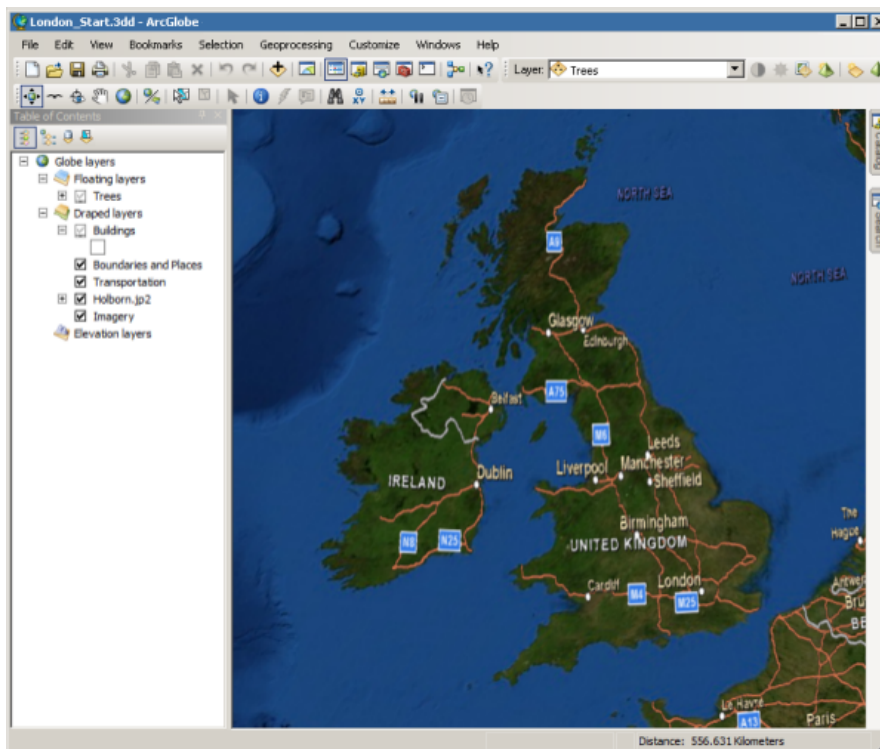 London_Start.3dd - ArcGlobe
File Edit View Bookmarks Selection Geoprocessing Customize Windows Help
Layer: Trees
Table of Contents
Globe layers
Floating layers
Trees
Draped layers
Buildings
Boundaries and Places
Transportation
Holborn.jp2
Imagery
Elevation layers
NORTH SEA
A9
NORTH SEA
Glasgow
Edinburgh
A75
Belfast
M6
Leeds
Manchester
Liverpool
Sheffield
Dublin
IRELAND
The
Hague
Birmingham
N8 N25
UNITED KINGDOM
Cardiff
London
M4
M25
Le Havre
A13
Paris
Distance: 556.631 Kilometers